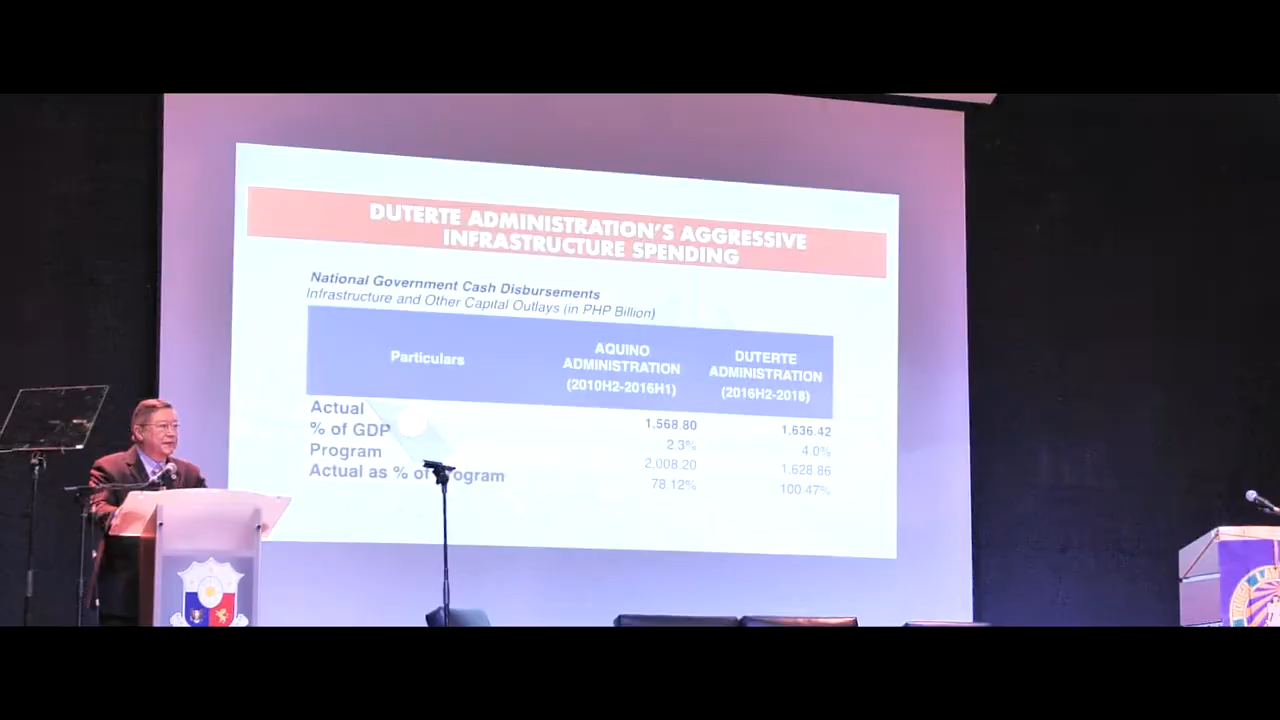 DUTERTE ADMINISTRATION'S AGGRESSIVE
INFRASTRUCTURE SPENDING
National Government Cash Disbursements
Infrastructure and Other Capital Outlays (in PHP Billion)
Particulars
AQUINO
ADMINISTRATION
(2010H2-2016H1)
DUTERTE
ADMINISTRATION
(2016H2-2018)
Actual 1,568.80 1,636.42
% of GDP 2.3% 4.0%
Program 2,008.20 1,628.86
Actual as % of Program 78.12% 100.47%